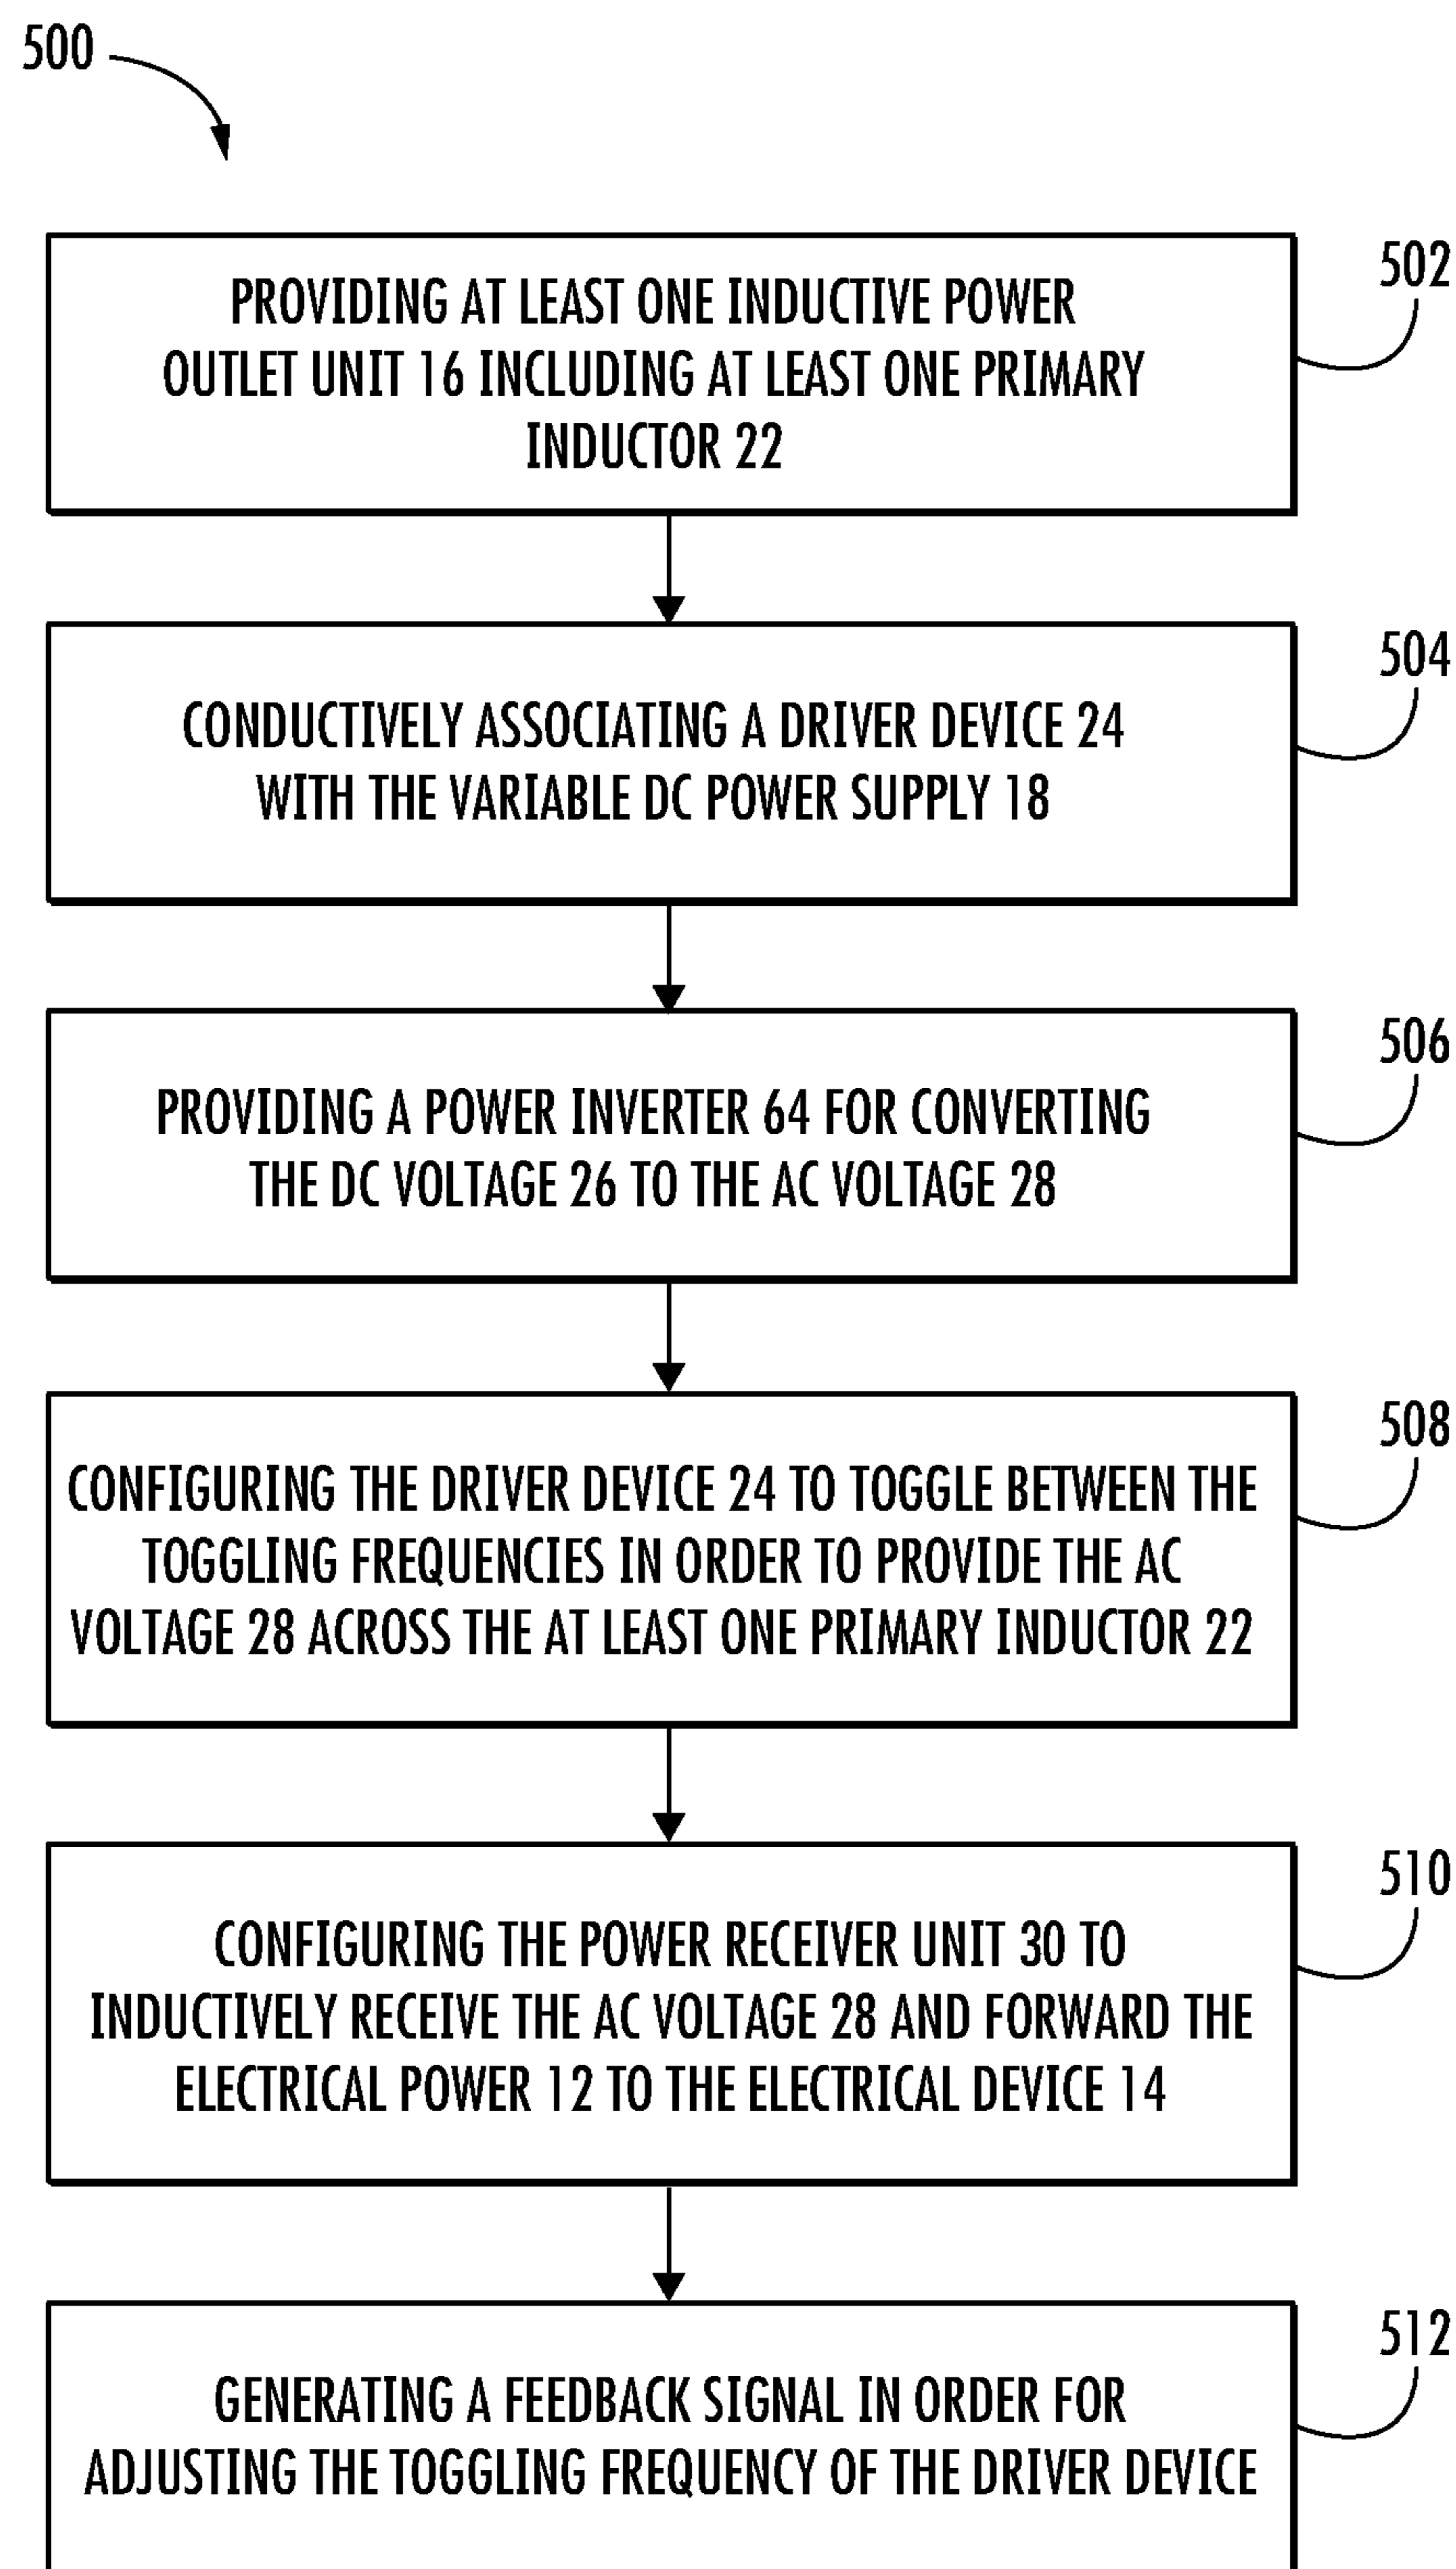 500
502
PROVIDING AT LEAST ONE INDUCTIVE POWER
OUTLET UNIT 16 INCLUDING AT LEAST ONE PRIMARY
INDUCTOR 22
504
CONDUCTIVELY ASSOCIATING A DRIVER DEVICE 24
WITH THE VARIABLE DC POWER SUPPLY 18
506
PROVIDING A POWER INVERTER 64 FOR CONVERTING
THE DC VOLTAGE 26 TO THE AC VOLTAGE 28
508
CONFIGURING THE DRIVER DEVICE 24 TO TOGGLE BETWEEN THE
TOGGLING FREQUENCIES IN ORDER TO PROVIDE THE AC
VOLTAGE 28 ACROSS THE AT LEAST ONE PRIMARY INDUCTOR 22
510
CONFIGURING THE POWER RECEIVER UNIT 30 TO
INDUCTIVELY RECEIVE THE AC VOLTAGE 28 AND FORWARD THE
ELECTRICAL POWER 12 TO THE ELECTRICAL DEVICE 14
512
GENERATING A FEEDBACK SIGNAL IN ORDER FOR
ADJUSTING THE TOGGLING FREQUENCY OF THE DRIVER DEVICE